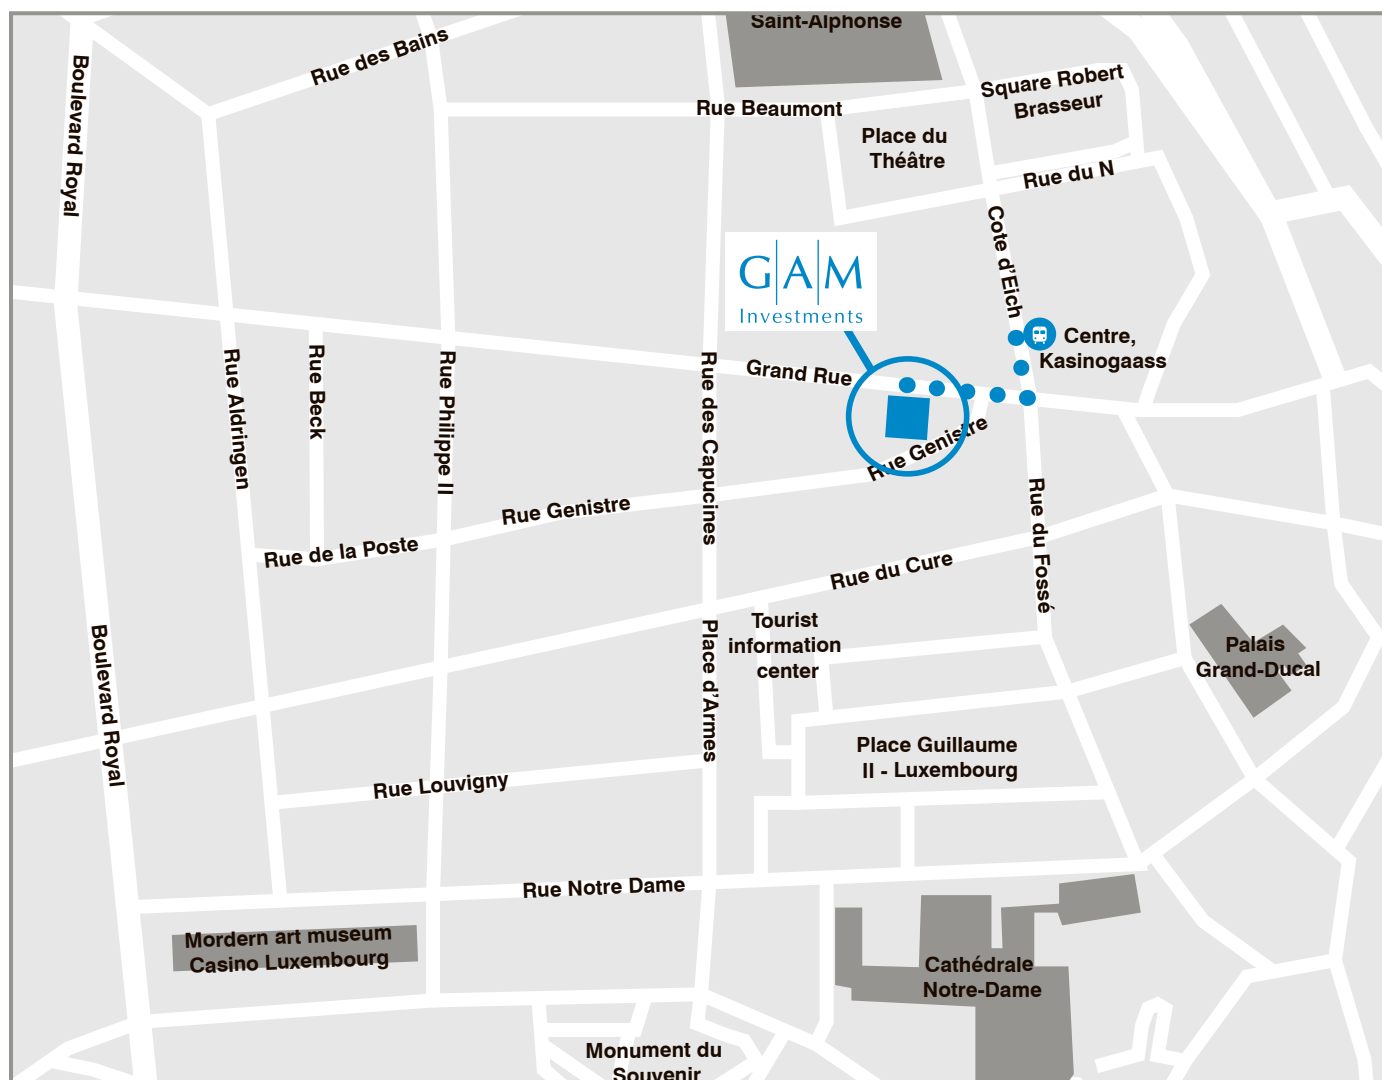 Saint-Alphonse
Rue des Bains
Boulevard Royal
Square Robert
Brasseur
Rue Beaumont
Place du
Théâtre
Rue du N
Cote d'Eich
G|A|M
Investments
Centre,
Kasinogaass
Grand Rue
Rue Aldringen
Rue Beck
Rue Philippe II
Rue des Capucines
Rue Genistre
Rue Genistre
Rue de la Poste
Rue du Fossé
Rue du Cure
Boulevard Royal
Tourist
information
center
Place d'Armes
Palais
Grand-Ducal
Place Guillaume
II - Luxembourg
Rue Louvigny
Rue Notre Dame
Mordern art museum
Casino Luxembourg
Cathédrale
Notre-Dame
Monument du
Souvenir